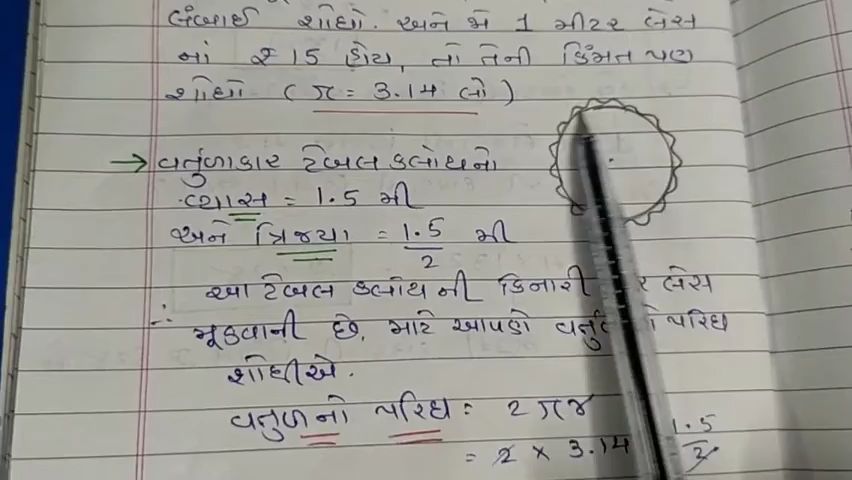 લંબાઈ શોધો. અને જો 1 મીટર લેસ
નાં ₹ 15 હોય, તો તેની કિંમત પણ
શોધો ( π = 3.14 લો )
→ વર્તુળાકાર ટેબલ ક્લોથનો
વ્યાસ = 1.5 મી
અને ત્રિજ્યા = 1.5/2 મી
આ ટેબલ ક્લોથ ની કિનારી લેસ
∴ મૂકવાની છે. માટે આપણે પરિઘ
શોધીએ.
વર્તુળનો પરિઘ = 2πr
= 2 × 3.14 1.5/2